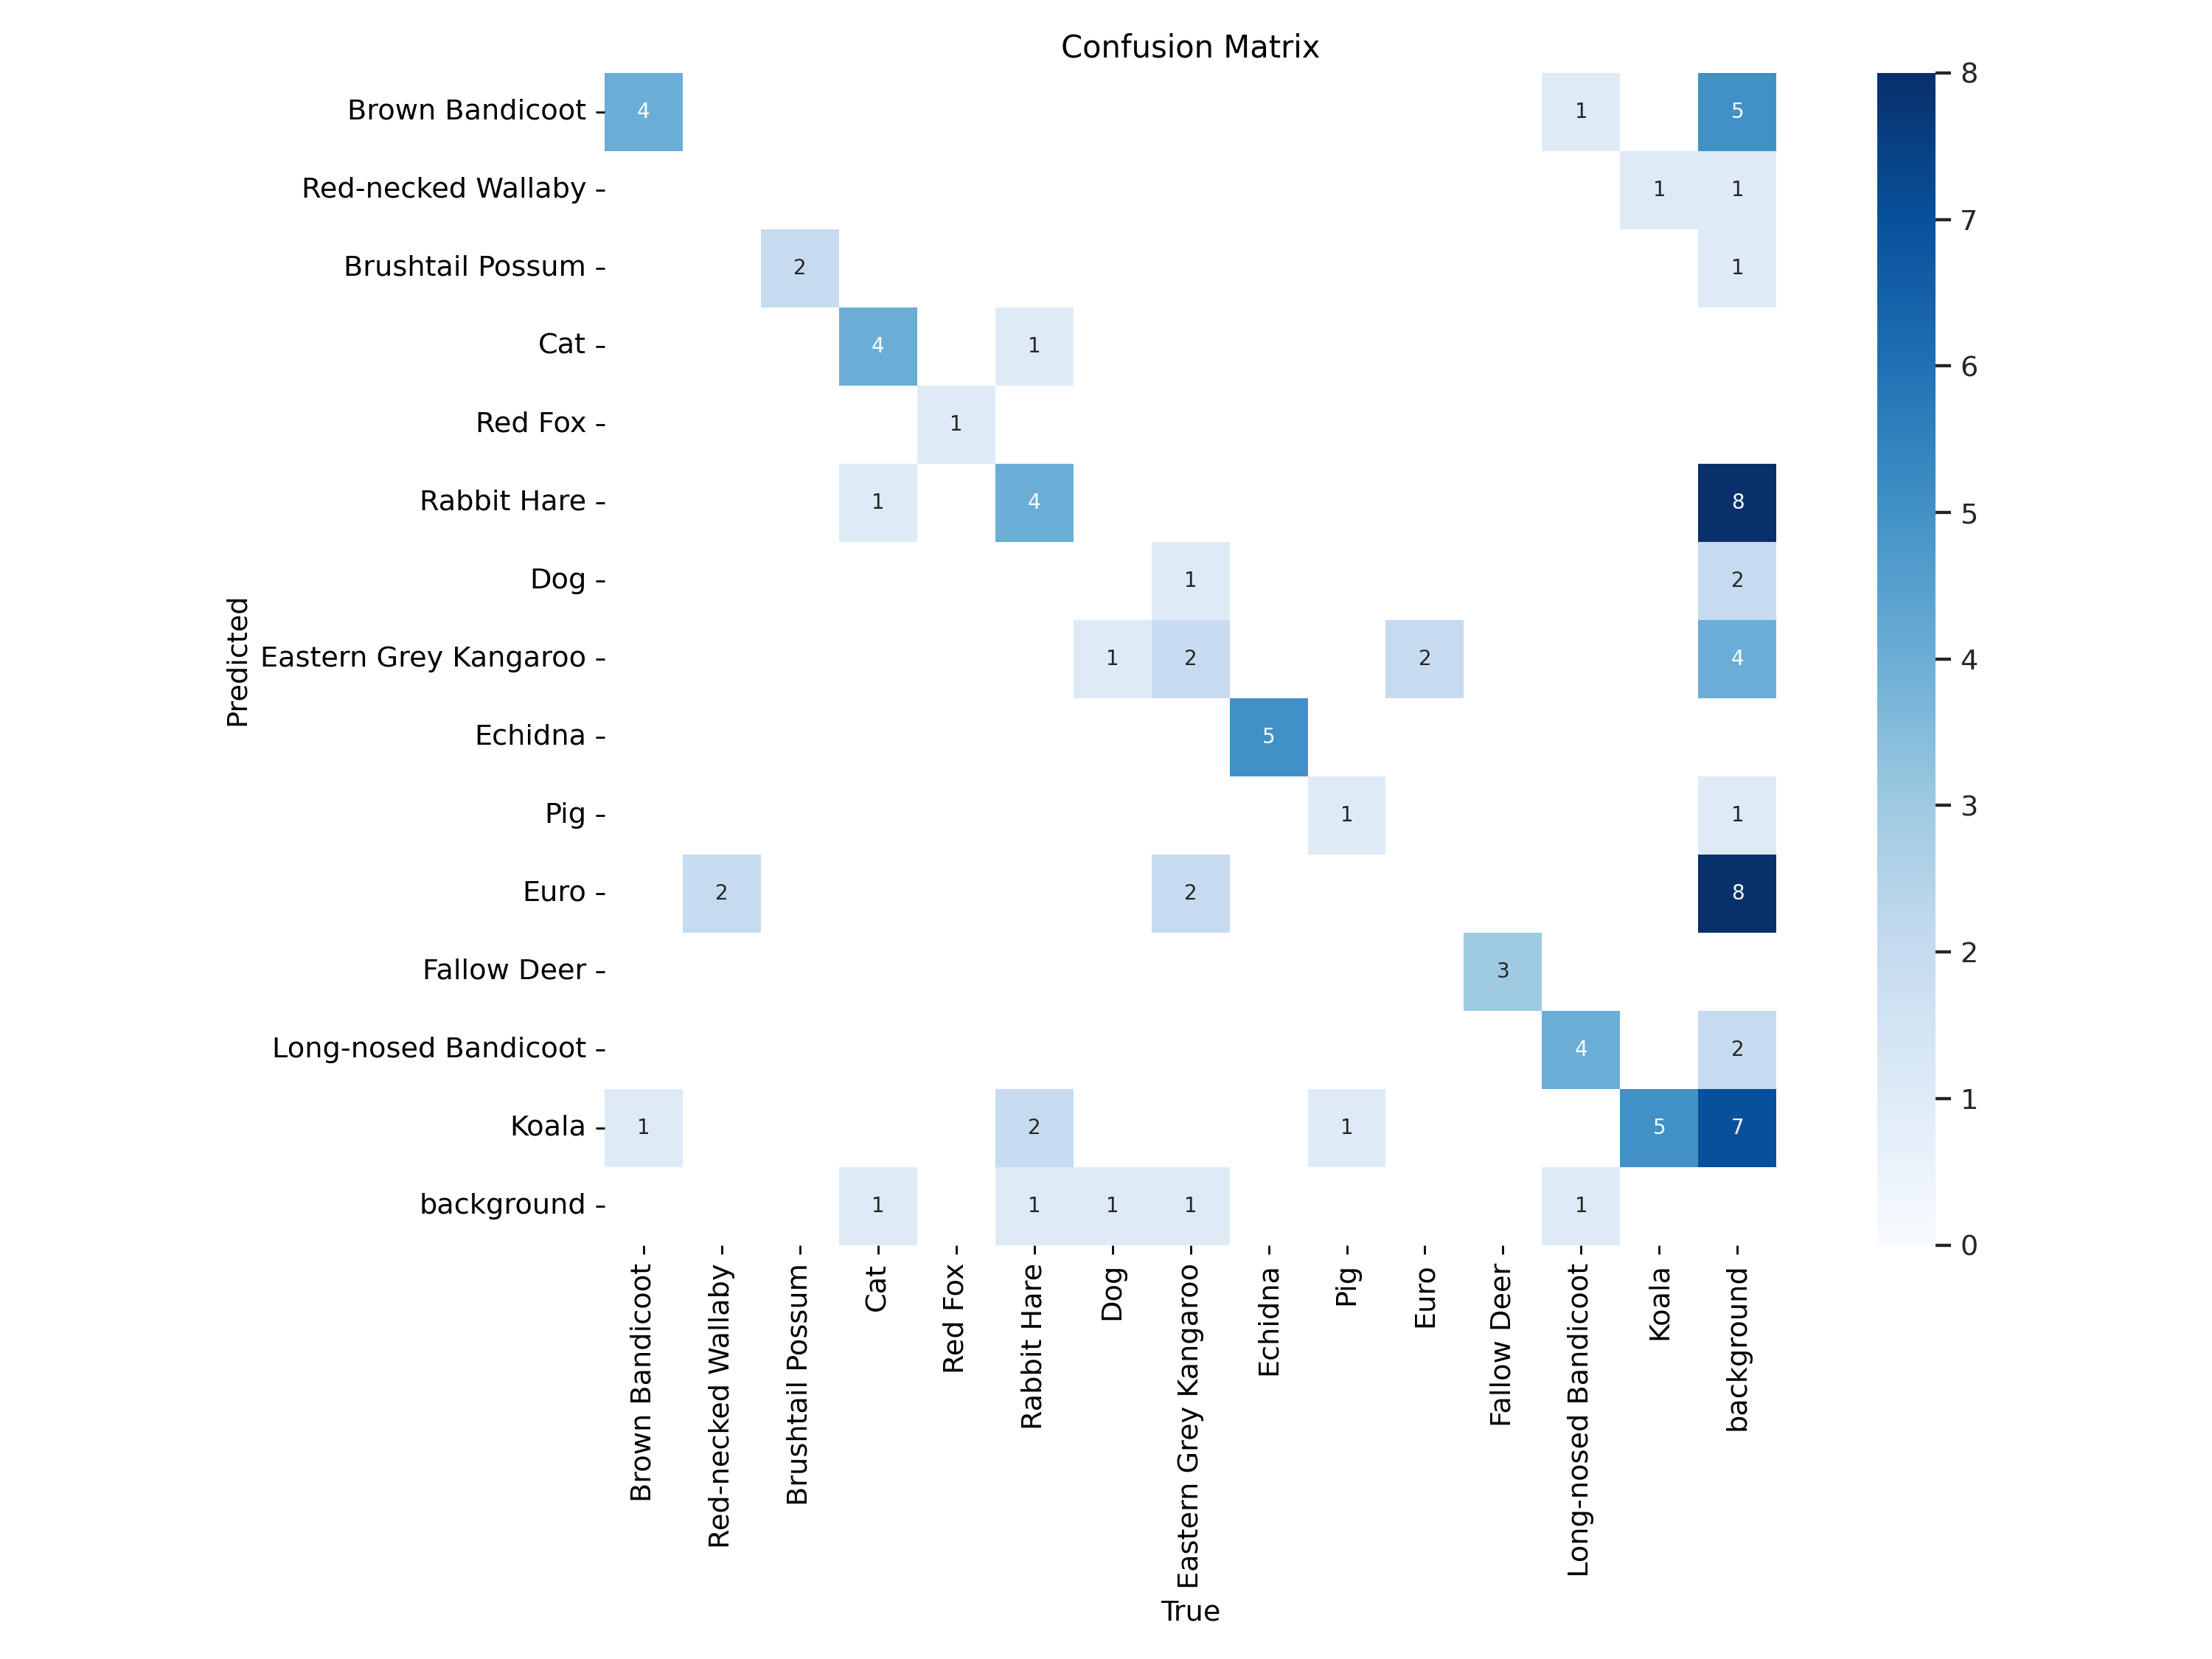 Confusion Matrix
Brown Bandicoot 4 1 5
Red-necked Wallaby 1 1
Brushtail Possum 2 1
Cat 4 1
Red Fox 1
Rabbit Hare 1 4 8
Dog 1 2
Eastern Grey Kangaroo 1 2 2 4
Echidna 5
Pig 1 1
Euro 2 2 8
Fallow Deer 3
Long-nosed Bandicoot 4 2
Koala 1 2 1 5 7
background 1 1 1 1 1
Predicted
Brown Bandicoot
Red-necked Wallaby
Brushtail Possum
Cat
Red Fox
Rabbit Hare
Dog
Eastern Grey Kangaroo
Echidna
Pig
Euro
Fallow Deer
Long-nosed Bandicoot
Koala
background
True
8
7
6
5
4
3
2
1
0